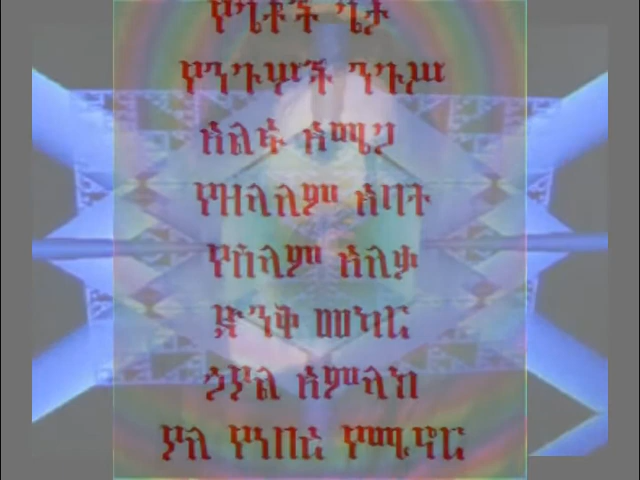 የጌቶች ጌታ
የንጉሦች ንጉሥ
አልፋ ኦሜጋ
የዘላለም አባት
የሰላም አለቃ
ድንቅ መካር
ኃያል አምላክ
ያለ የነበረ የሚኖር